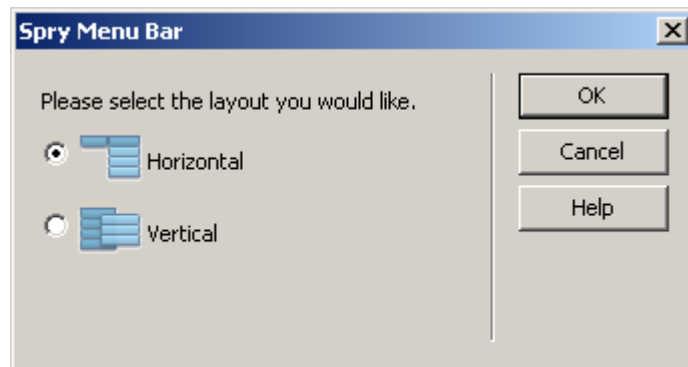 Spry Menu Bar
Please select the layout you would like.
Horizontal
Vertical
OK
Cancel
Help